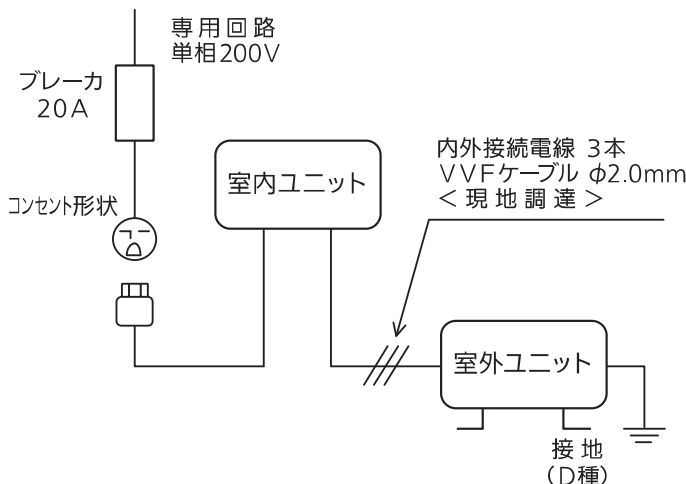 専用回路
単相200V
ブレーカ
20A
コンセント形状
室内ユニット
内外接続電線 3本
VVFケーブル φ2.0mm
<現地調達>
室外ユニット
接地
(D種)